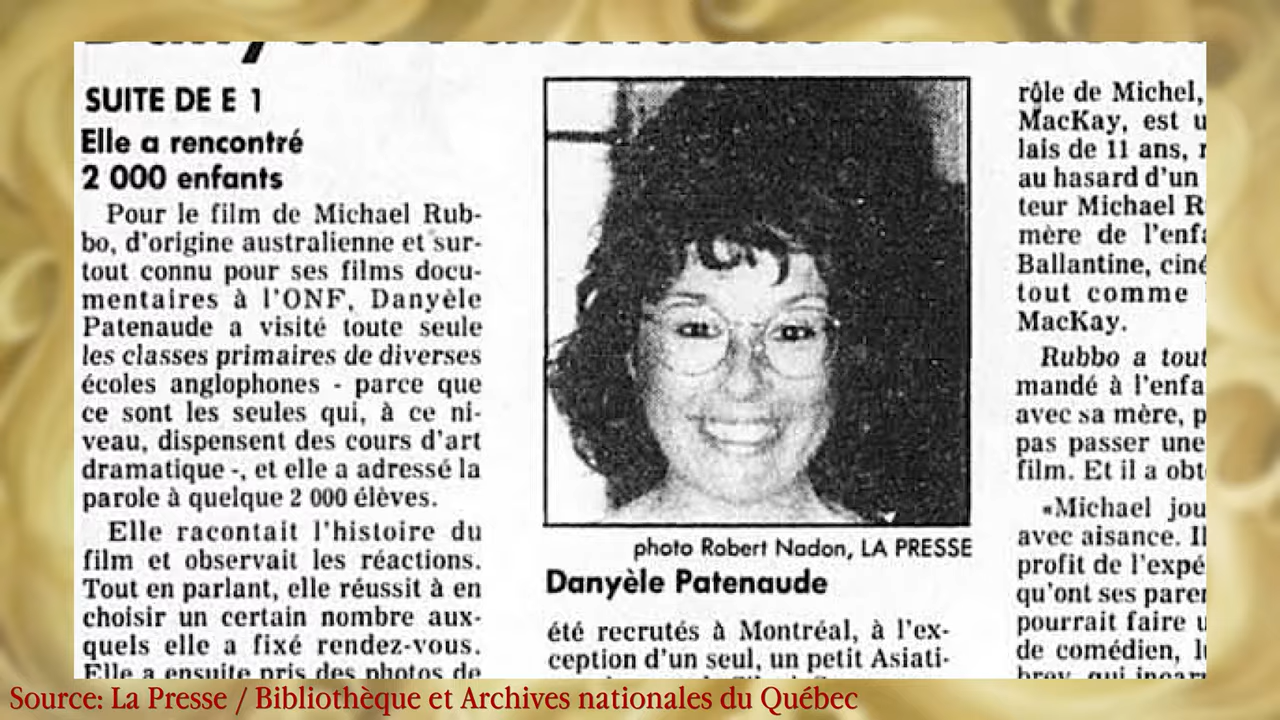 SUITE DE E 1
Elle a rencontré
2 000 enfants
Pour le film de Michael Rub-
bo, d'origine australienne et sur-
tout connu pour ses films docu-
mentaires à l'ONF, Danyèle
Patenaude a visité toute seule
les classes primaires de diverses
écoles anglophones - parce que
ce sont les seules qui, à ce ni-
veau, dispensent des cours d'art
dramatique -, et elle a adressé la
parole à quelque 2 000 élèves.
Elle racontait l'histoire du
film et observait les réactions.
Tout en parlant, elle réussit à en
choisir un certain nombre aux-
quels elle a fixé rendez-vous.
Elle a ensuite pris des photos de
photo Robert Nadon, LA PRESSE
Danyèle Patenaude
été recrutés à Montréal, à l'ex-
ception d'un seul, un petit Asiati-
rôle de Michel,
MacKay, est u
lais de 11 ans, r
au hasard d'un
teur Michael R
mère de l'enfa
Ballantine, ciné
tout comme
MacKay.
Rubbo a tout
mandé à l'enfa
avec sa mère, p
pas passer une
film. Et il a obt
«Michael jou
avec aisance. Il
profit de l'expé
qu'ont ses paren
pourrait faire u
de comédien, l
Source: La Presse / Bibliothèque et Archives nationales du Québec